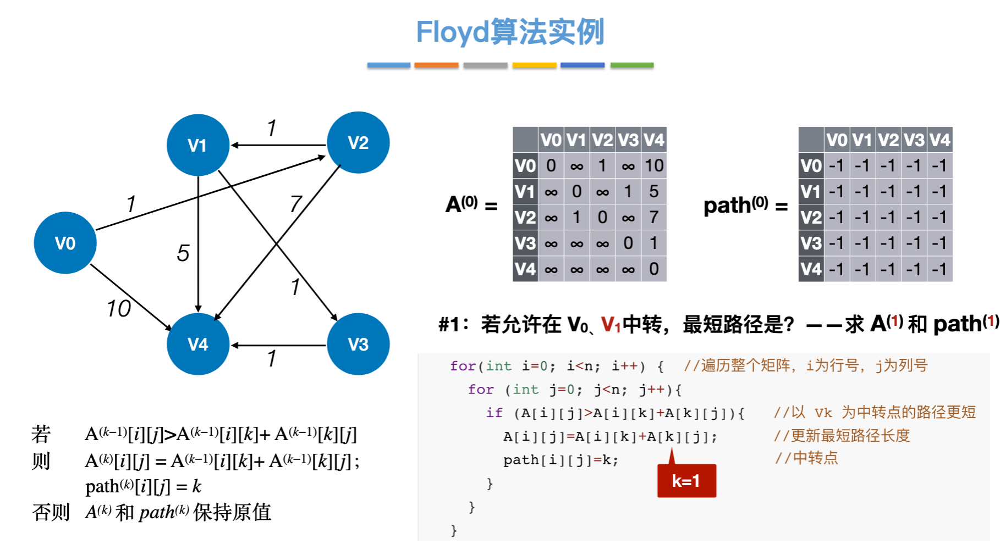 Floyd算法实例
V1
V2
V0
V4
V3
1
1
7
5
1
10
1
A(0) =
V0 V1 V2 V3 V4
V0 0 ∞ 1 ∞ 10
V1 ∞ 0 ∞ 1 5
V2 ∞ 1 0 ∞ 7
V3 ∞ ∞ ∞ 0 1
V4 ∞ ∞ ∞ ∞ 0
path(0) =
V0 V1 V2 V3 V4
V0 -1 -1 -1 -1 -1
V1 -1 -1 -1 -1 -1
V2 -1 -1 -1 -1 -1
V3 -1 -1 -1 -1 -1
V4 -1 -1 -1 -1 -1
#1：若允许在 V0、V1中转，最短路径是？——求 A(1) 和 path(1)
for(int i=0; i<n; i++) { //遍历整个矩阵，i为行号，j为列号
for (int j=0; j<n; j++){
if (A[i][j]>A[i][k]+A[k][j]){ //以 Vk 为中转点的路径更短
A[i][j]=A[i][k]+A[k][j]; //更新最短路径长度
path[i][j]=k; //中转点
}
}
}
k=1
若 A(k−1)[i][j]>A(k−1)[i][k]+ A(k−1)[k][j]
则 A(k)[i][j] = A(k−1)[i][k]+ A(k−1)[k][j];
path(k)[i][j] = k
否则 A(k) 和 path(k) 保持原值